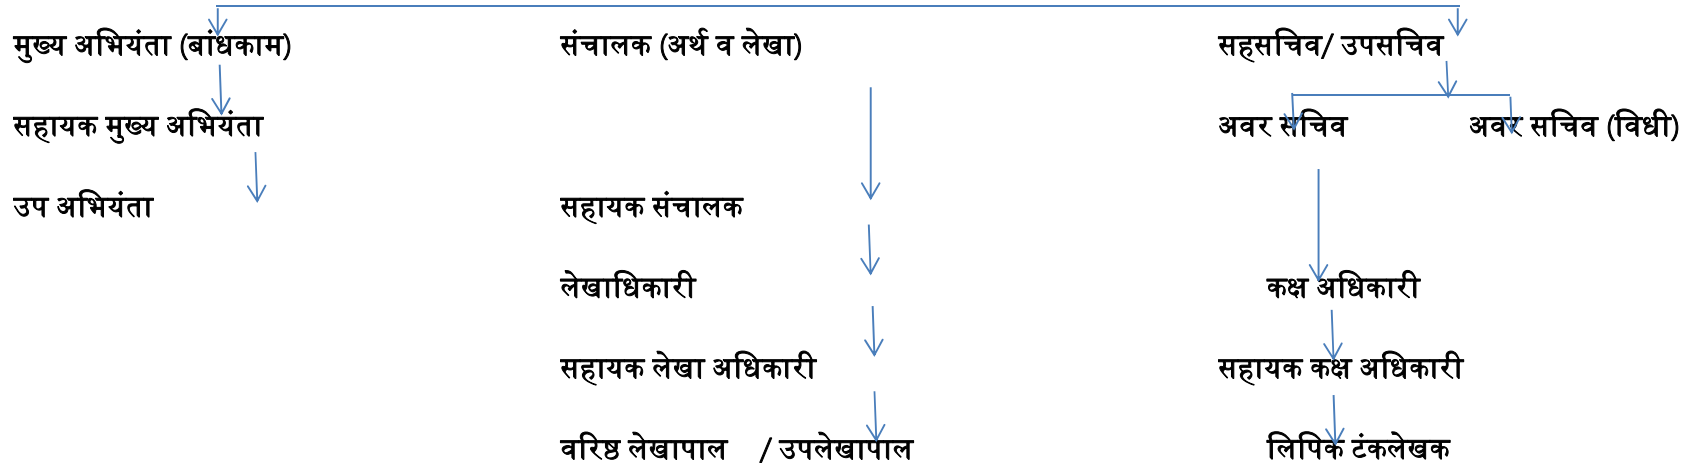 मुख्य अभियंता (बांधकाम) संचालक (अर्थ व लेखा) सहसचिव/ उपसचिव
सहायक मुख्य अभियंता अवर सचिव अवर सचिव (विधी)
उप अभियंता सहायक संचालक
लेखाधिकारी कक्ष अधिकारी
सहायक लेखा अधिकारी सहायक कक्ष अधिकारी
वरिष्ठ लेखापाल / उपलेखापाल लिपिक टंकलेखक